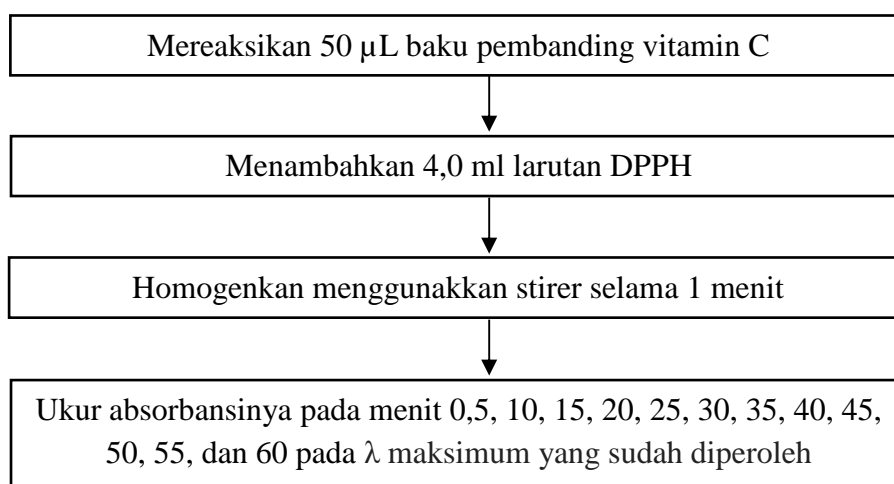 Mereaksikan 50 µL baku pembanding vitamin C
Menambahkan 4,0 ml larutan DPPH
Homogenkan menggunakkan stirer selama 1 menit
Ukur absorbansinya pada menit 0,5, 10, 15, 20, 25, 30, 35, 40, 45,
50, 55, dan 60 pada λ maksimum yang sudah diperoleh